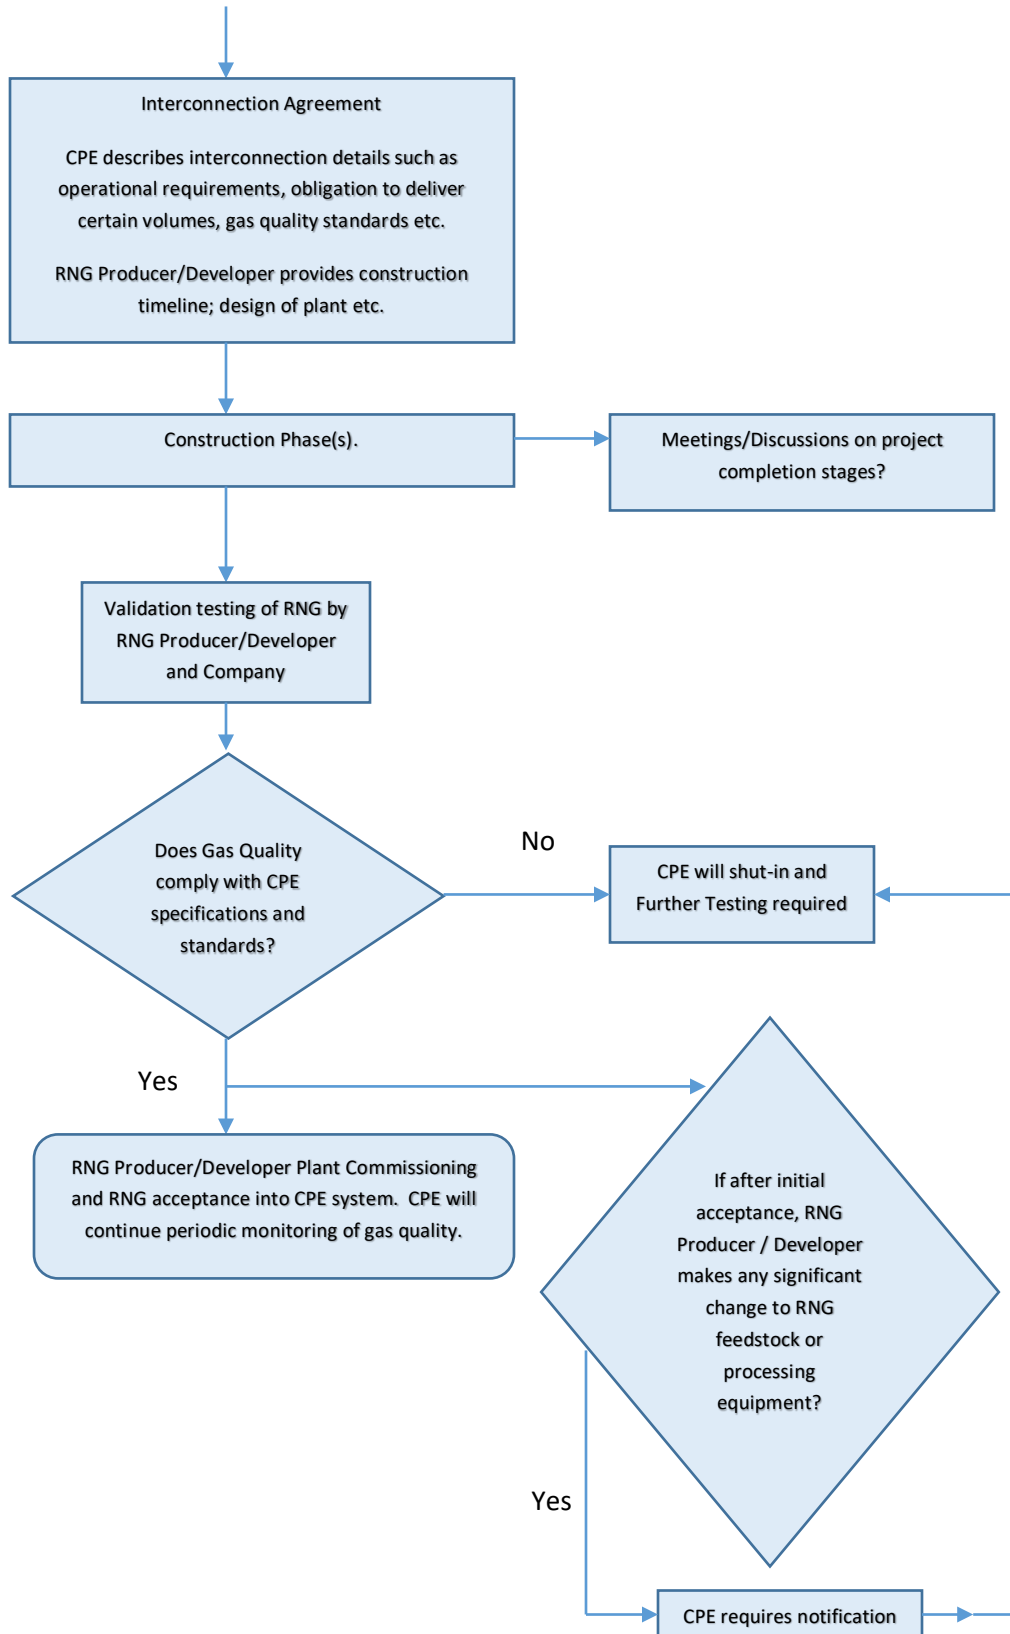 Interconnection Agreement
CPE describes interconnection details such as
operational requirements, obligation to deliver
certain volumes, gas quality standards etc.
RNG Producer/Developer provides construction
timeline; design of plant etc.
Construction Phase(s).
Meetings/Discussions on project
completion stages?
Validation testing of RNG by
RNG Producer/Developer
and Company
Does Gas Quality
comply with CPE
specifications and
standards?
No
CPE will shut-in and
Further Testing required
Yes
RNG Producer/Developer Plant Commissioning
and RNG acceptance into CPE system.  CPE will
continue periodic monitoring of gas quality.
If after initial
acceptance, RNG
Producer / Developer
makes any significant
change to RNG
feedstock or
processing
equipment?
Yes
CPE requires notification